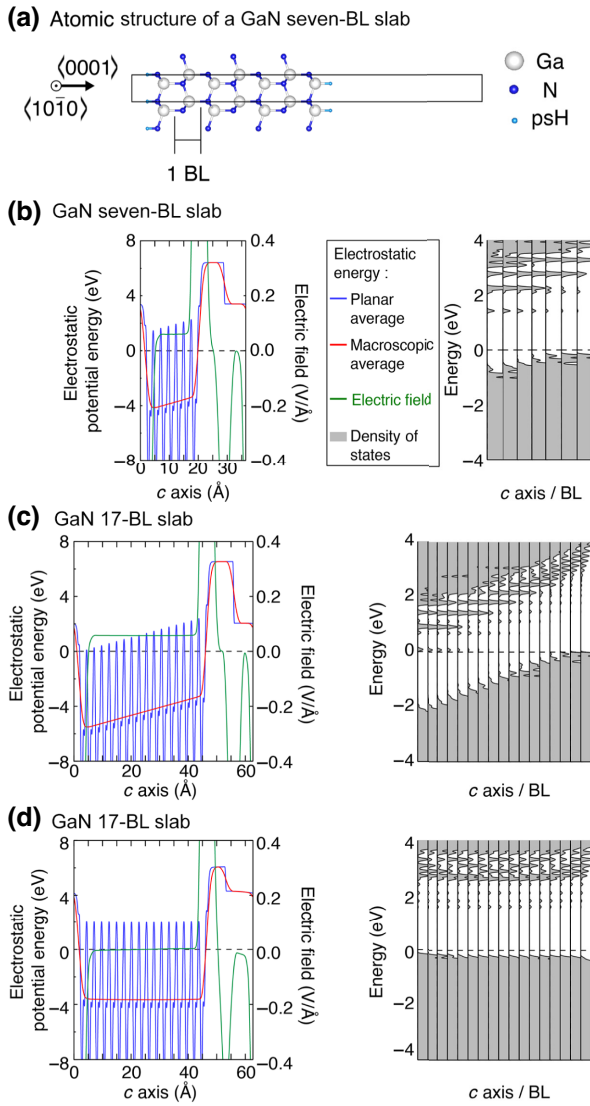 (a) Atomic structure of a GaN seven-BL slab
⟨0001⟩
⟨101̄0⟩
1 BL
Ga
N
psH
(b) GaN seven-BL slab
Electrostatic potential energy (eV)
8
4
0
−4
−8
0 10 20 30
c axis (Å)
0.4
0.2
0.0
−0.2
−0.4
Electric field (V/Å)
Electrostatic
energy :
Planar
average
Macroscopic
average
Electric field
Density of
states
Energy (eV)
4
2
0
−2
−4
c axis / BL
(c) GaN 17-BL slab
Electrostatic potential energy (eV)
8
4
0
−4
−8
0 20 40 60
c axis (Å)
0.4
0.2
0.0
−0.2
−0.4
Electric field (V/Å)
Energy (eV)
4
2
0
−2
−4
c axis / BL
(d) GaN 17-BL slab
Electrostatic potential energy (eV)
8
4
0
−4
−8
0 20 40 60
c axis (Å)
0.4
0.2
0.0
−0.2
−0.4
Electric field (V/Å)
Energy (eV)
4
2
0
2
−4
c axis / BL